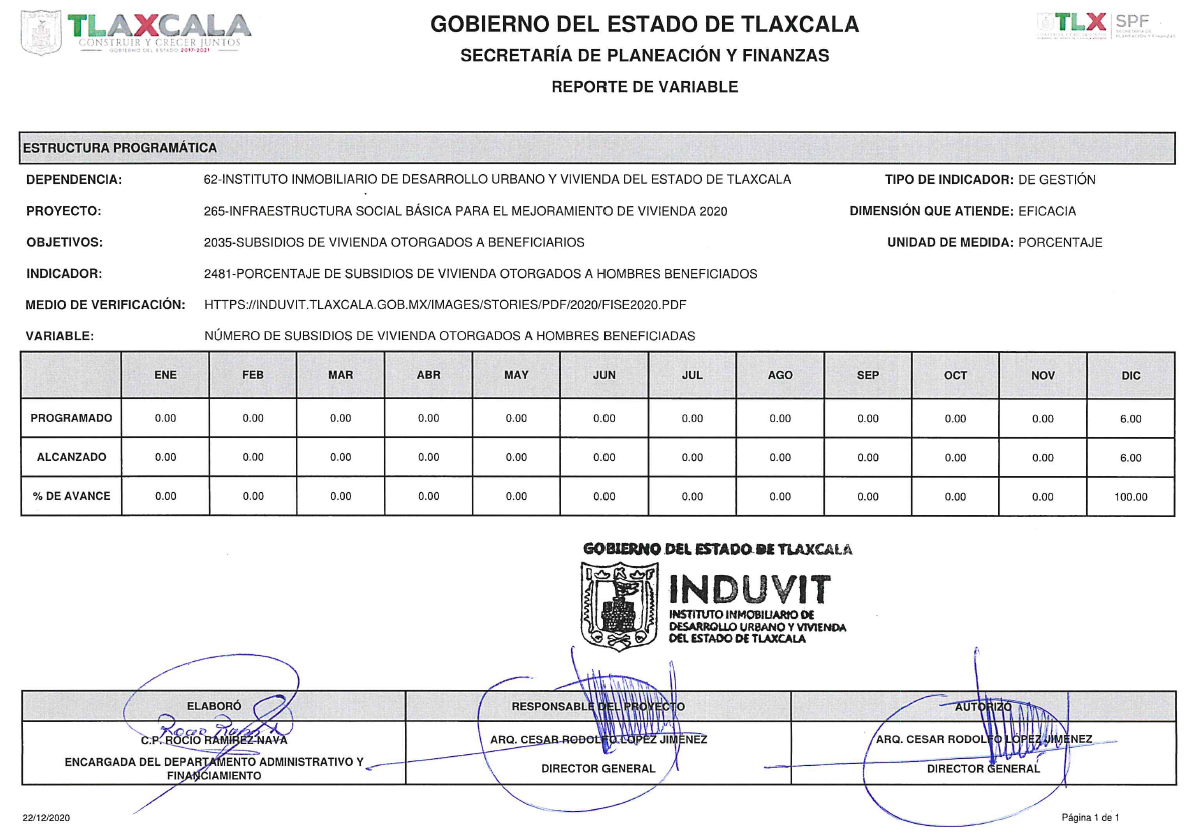 TLAXCALA
CONSTRUIR Y CRECER JUNTOS
GOBIERNO DEL ESTADO 2017-2021
GOBIERNO DEL ESTADO DE TLAXCALA
SECRETARÍA DE PLANEACIÓN Y FINANZAS
REPORTE DE VARIABLE
TLX SPF
ESTRUCTURA PROGRAMÁTICA
DEPENDENCIA: 62-INSTITUTO INMOBILIARIO DE DESARROLLO URBANO Y VIVIENDA DEL ESTADO DE TLAXCALA TIPO DE INDICADOR: DE GESTIÓN
PROYECTO: 265-INFRAESTRUCTURA SOCIAL BÁSICA PARA EL MEJORAMIENTO DE VIVIENDA 2020 DIMENSIÓN QUE ATIENDE: EFICACIA
OBJETIVOS: 2035-SUBSIDIOS DE VIVIENDA OTORGADOS A BENEFICIARIOS UNIDAD DE MEDIDA: PORCENTAJE
INDICADOR: 2481-PORCENTAJE DE SUBSIDIOS DE VIVIENDA OTORGADOS A HOMBRES BENEFICIADOS
MEDIO DE VERIFICACIÓN: HTTPS://INDUVIT.TLAXCALA.GOB.MX/IMAGES/STORIES/PDF/2020/FISE2020.PDF
VARIABLE: NÚMERO DE SUBSIDIOS DE VIVIENDA OTORGADOS A HOMBRES BENEFICIADAS
ENE FEB MAR ABR MAY JUN JUL AGO SEP OCT NOV DIC
PROGRAMADO 0.00 0.00 0.00 0.00 0.00 0.00 0.00 0.00 0.00 0.00 0.00 6.00
ALCANZADO 0.00 0.00 0.00 0.00 0.00 0.00 0.00 0.00 0.00 0.00 0.00 6.00
% DE AVANCE 0.00 0.00 0.00 0.00 0.00 0.00 0.00 0.00 0.00 0.00 0.00 100.00
GOBIERNO DEL ESTADO DE TLAXCALA
INDUVIT
INSTITUTO INMOBILIARIO DE
DESARROLLO URBANO Y VIVIENDA
DEL ESTADO DE TLAXCALA
ELABORÓ RESPONSABLE DEL PROYECTO AUTORIZÓ
C.P. ROCIO RAMIREZ NAVA ARQ. CESAR RODOLFO LÓPEZ JIMÉNEZ ARQ. CESAR RODOLFO LÓPEZ JIMÉNEZ
ENCARGADA DEL DEPARTAMENTO ADMINISTRATIVO Y
FINANCIAMIENTO DIRECTOR GENERAL DIRECTOR GENERAL
22/12/2020 Página 1 de 1